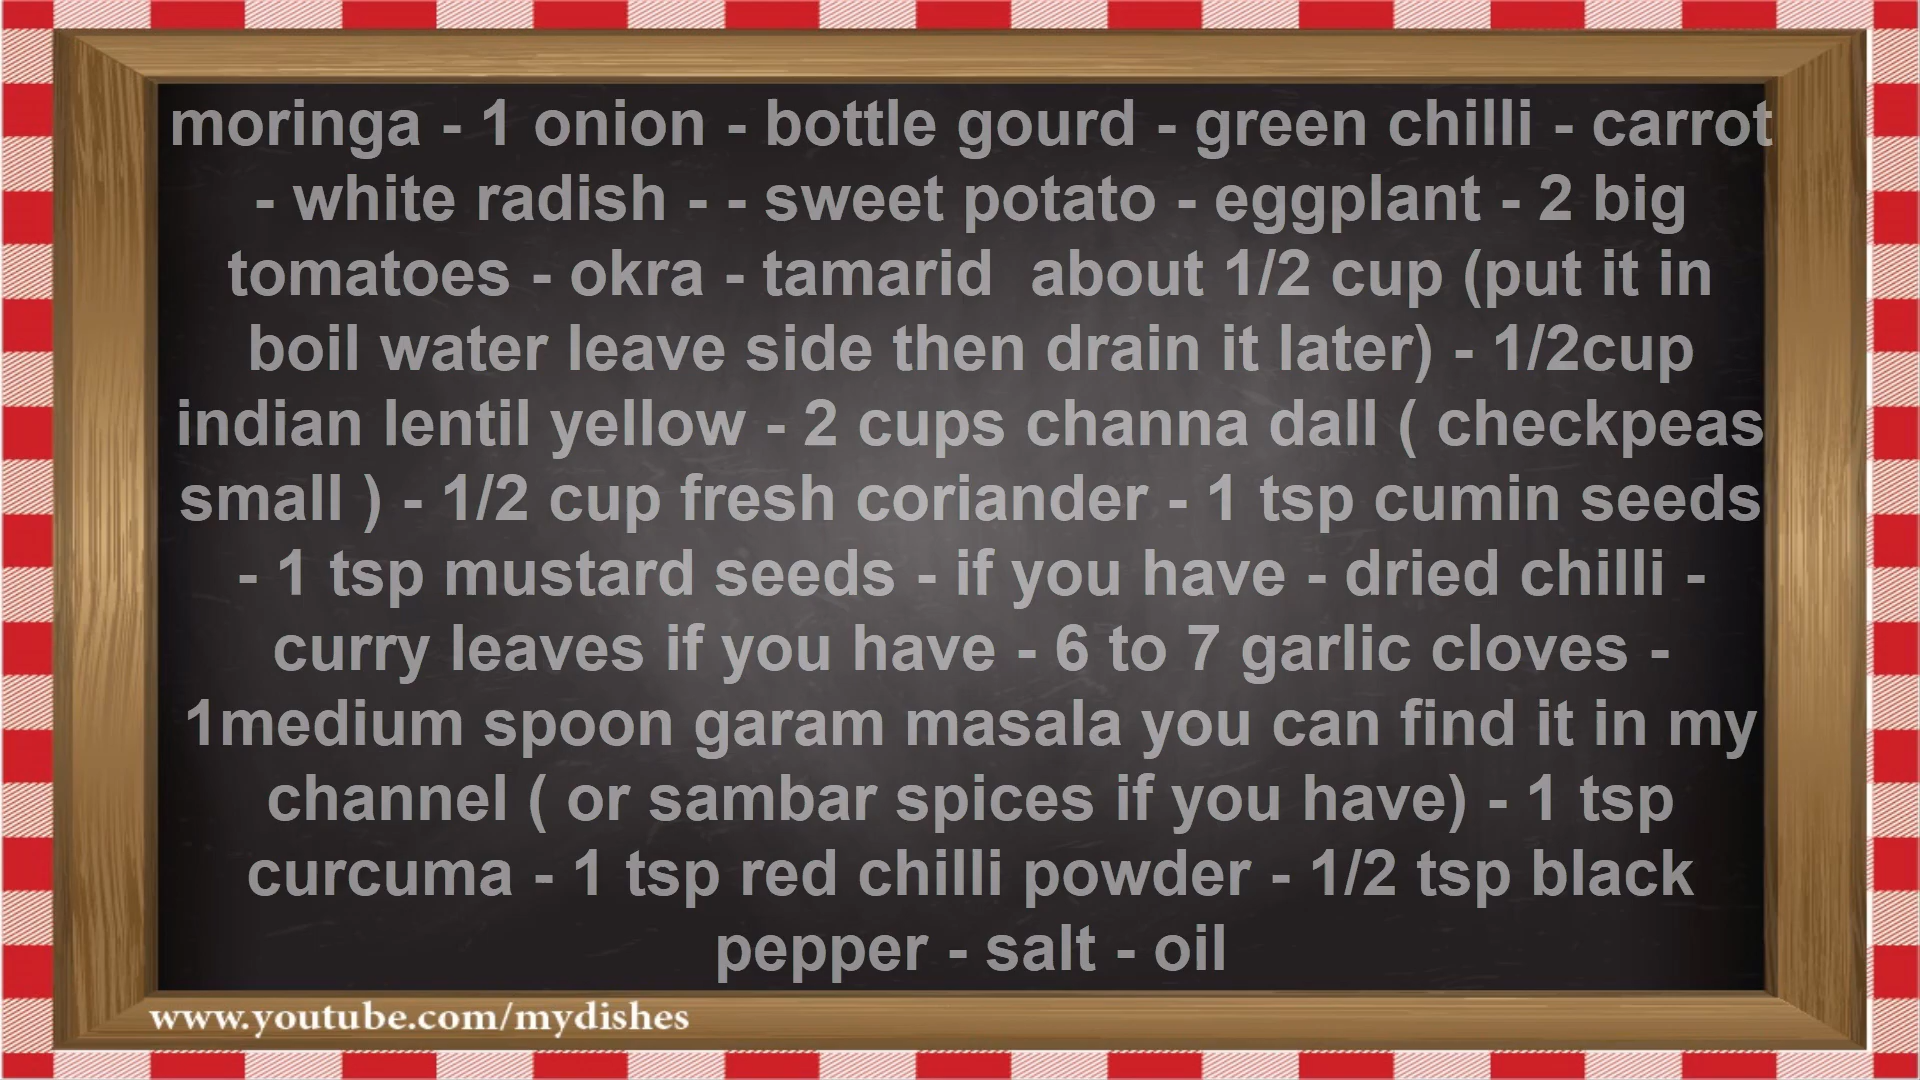 moringa - 1 onion - bottle gourd - green chilli - carrot
- white radish - - sweet potato - eggplant - 2 big
tomatoes - okra - tamarid  about 1/2 cup (put it in
boil water leave side then drain it later) - 1/2cup
indian lentil yellow - 2 cups channa dall ( checkpeas
small ) - 1/2 cup fresh coriander - 1 tsp cumin seeds
- 1 tsp mustard seeds - if you have - dried chilli -
curry leaves if you have - 6 to 7 garlic cloves -
1medium spoon garam masala you can find it in my
channel ( or sambar spices if you have) - 1 tsp
curcuma - 1 tsp red chilli powder - 1/2 tsp black
pepper - salt - oil
www.youtube.com/mydishes